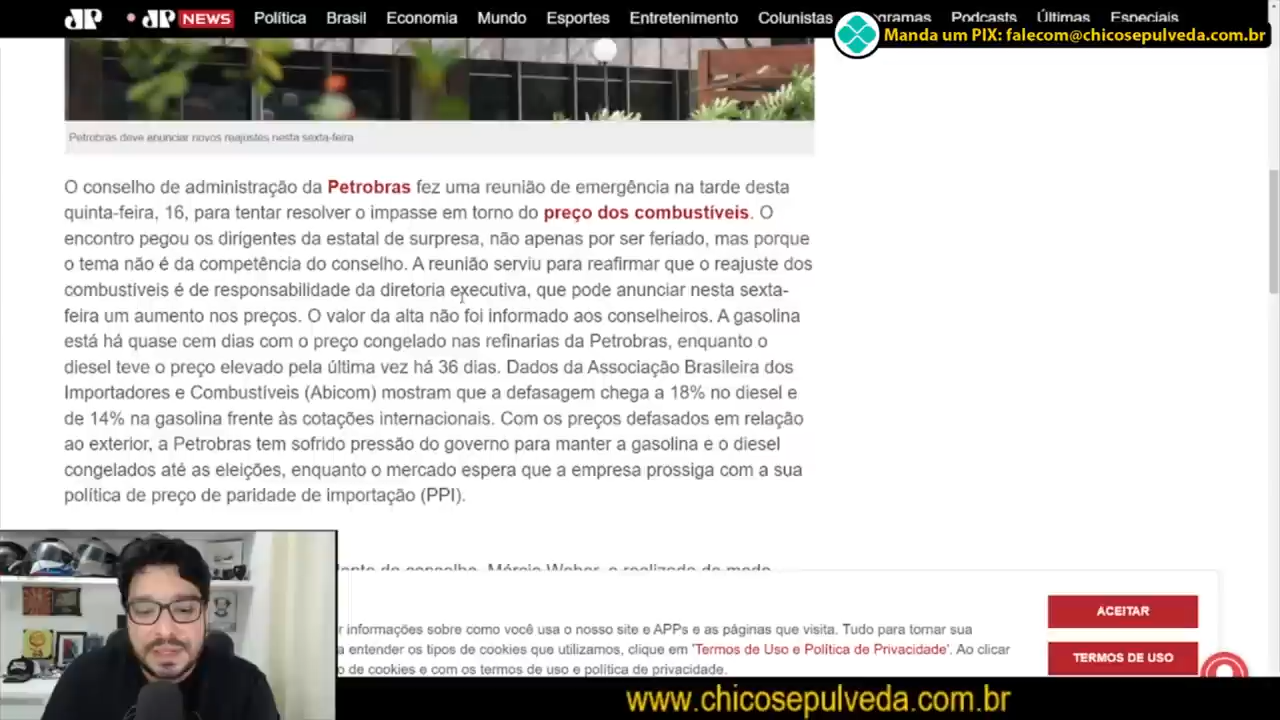 JP JP NEWS Política Brasil Economia Mundo Esportes Entretenimento Colunistas Programas Podcasts Últimas Especiais
Manda um PIX: falecom@chicosepulveda.com.br
Petrobras deve anunciar novos reajustes nesta sexta-feira
O conselho de administração da Petrobras fez uma reunião de emergência na tarde desta
quinta-feira, 16, para tentar resolver o impasse em torno do preço dos combustíveis. O
encontro pegou os dirigentes da estatal de surpresa, não apenas por ser feriado, mas porque
o tema não é da competência do conselho. A reunião serviu para reafirmar que o reajuste dos
combustíveis é de responsabilidade da diretoria executiva, que pode anunciar nesta sexta-
feira um aumento nos preços. O valor da alta não foi informado aos conselheiros. A gasolina
está há quase cem dias com o preço congelado nas refinarias da Petrobras, enquanto o
diesel teve o preço elevado pela última vez há 36 dias. Dados da Associação Brasileira dos
Importadores e Combustíveis (Abicom) mostram que a defasagem chega a 18% no diesel e
de 14% na gasolina frente às cotações internacionais. Com os preços defasados em relação
ao exterior, a Petrobras tem sofrido pressão do governo para manter a gasolina e o diesel
congelados até as eleições, enquanto o mercado espera que a empresa prossiga com a sua
política de preço de paridade de importação (PPI).
do conselho, Márcio Weber, e realizada de modo
r informações sobre como você usa o nosso site e APPs e as páginas que visita. Tudo para tornar sua
a entender os tipos de cookies que utilizamos, clique em 'Termos de Uso e Política de Privacidade'. Ao clicar
o de cookies e com os termos de uso e política de privacidade.
ACEITAR
TERMOS DE USO
www.chicosepulveda.com.br